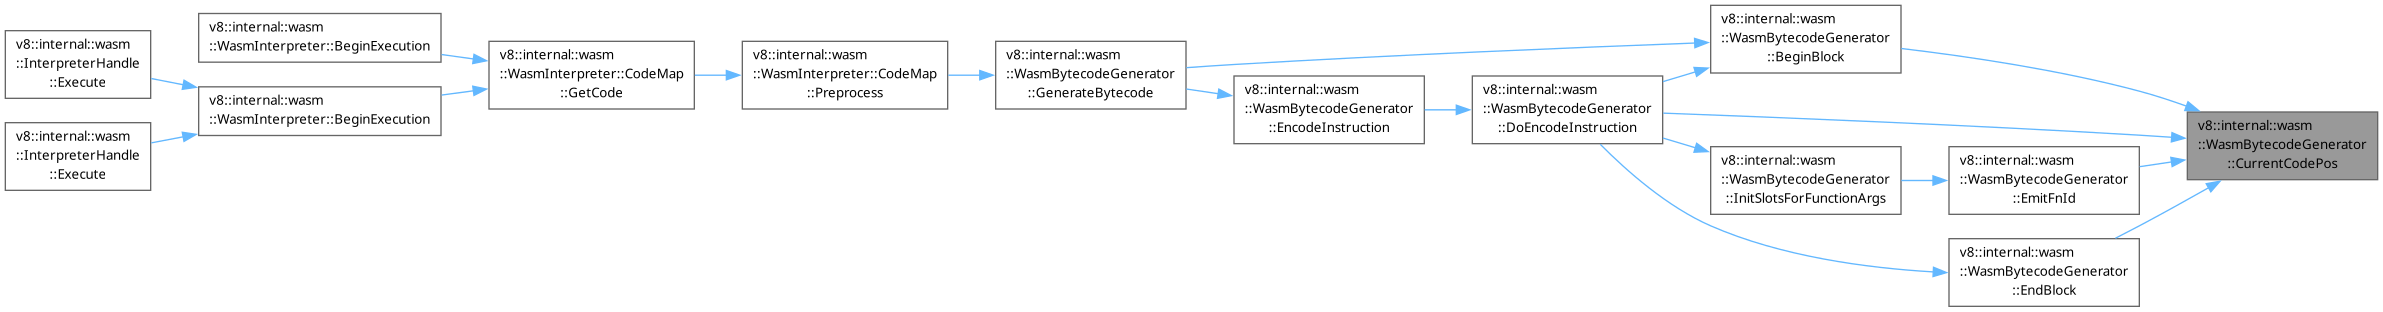 v8::internal::wasm
::InterpreterHandle
::Execute
v8::internal::wasm
::InterpreterHandle
::Execute
v8::internal::wasm
::WasmInterpreter::BeginExecution
v8::internal::wasm
::WasmInterpreter::BeginExecution
v8::internal::wasm
::WasmInterpreter::CodeMap
::GetCode
v8::internal::wasm
::WasmInterpreter::CodeMap
::Preprocess
v8::internal::wasm
::WasmBytecodeGenerator
::GenerateBytecode
v8::internal::wasm
::WasmBytecodeGenerator
::EncodeInstruction
v8::internal::wasm
::WasmBytecodeGenerator
::DoEncodeInstruction
v8::internal::wasm
::WasmBytecodeGenerator
::BeginBlock
v8::internal::wasm
::WasmBytecodeGenerator
::InitSlotsForFunctionArgs
v8::internal::wasm
::WasmBytecodeGenerator
::EmitFnId
v8::internal::wasm
::WasmBytecodeGenerator
::EndBlock
v8::internal::wasm
::WasmBytecodeGenerator
::CurrentCodePos